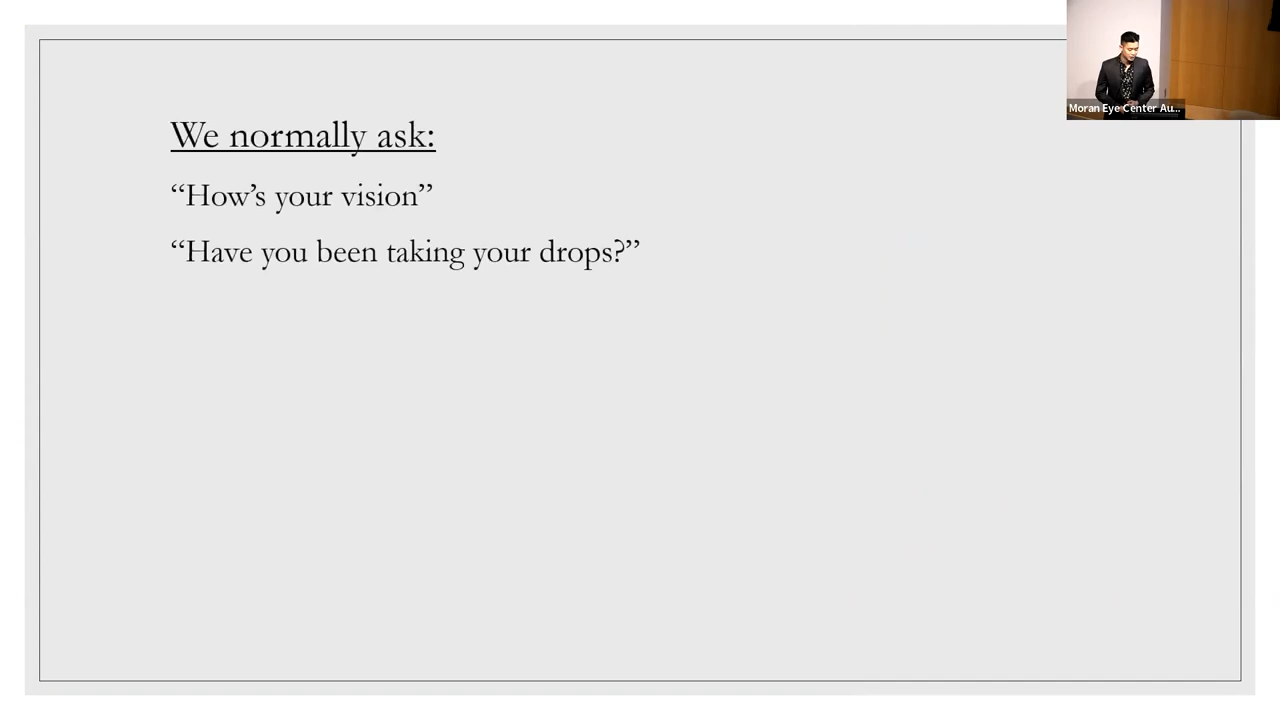 We normally ask:
“How’s your vision”
“Have you been taking your drops?”
Moran Eye Center Au...